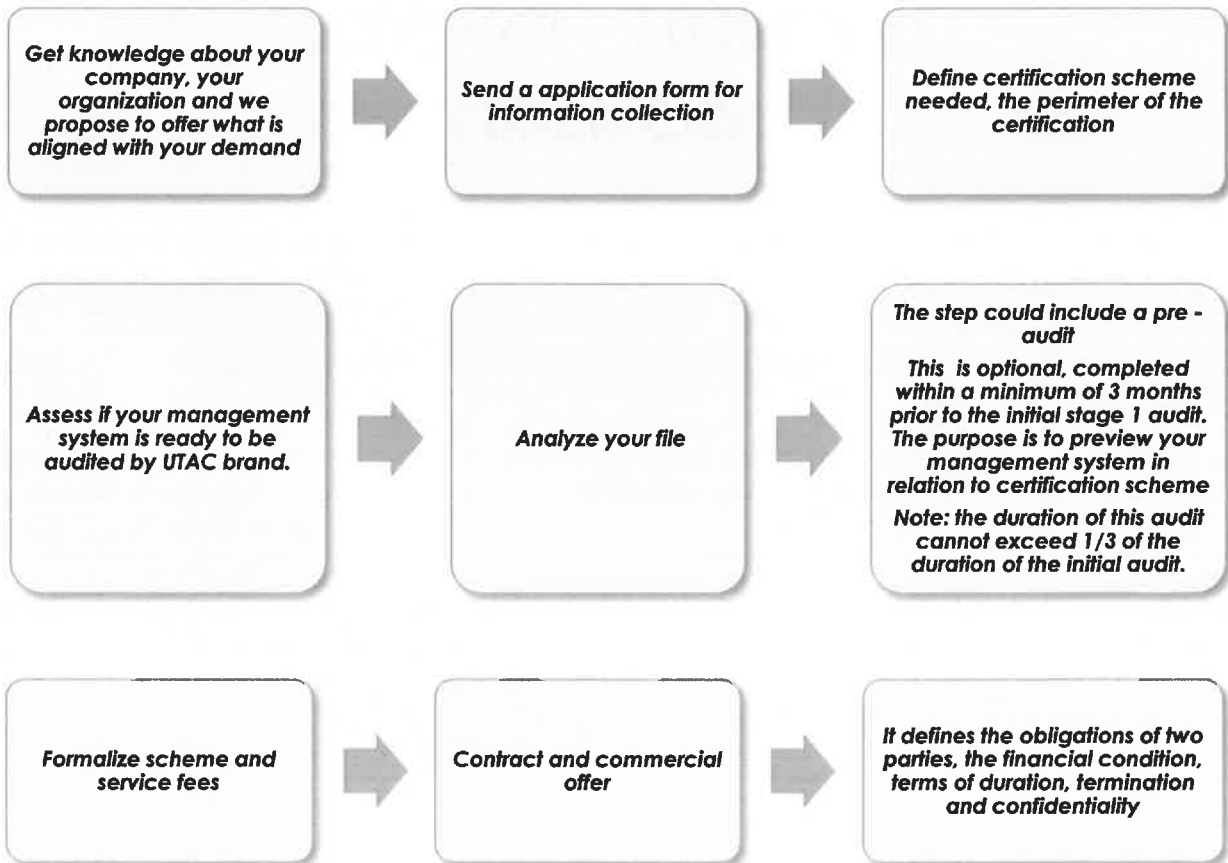 Get knowledge about your
company, your
organization and we
propose to offer what is
aligned with your demand
Send a application form for
information collection
Define certification scheme
needed, the perimeter of the
certification
Assess if your management
system is ready to be
audited by UTAC brand.
Analyze your file
The step could include a pre -
audit
This is optional, completed
within a minimum of 3 months
prior to the initial stage 1 audit.
The purpose is to preview your
management system in
relation to certification scheme
Note: the duration of this audit
cannot exceed 1/3 of the
duration of the initial audit.
Formalize scheme and
service fees
Contract and commercial
offer
It defines the obligations of two
parties, the financial condition,
terms of duration, termination
and confidentiality